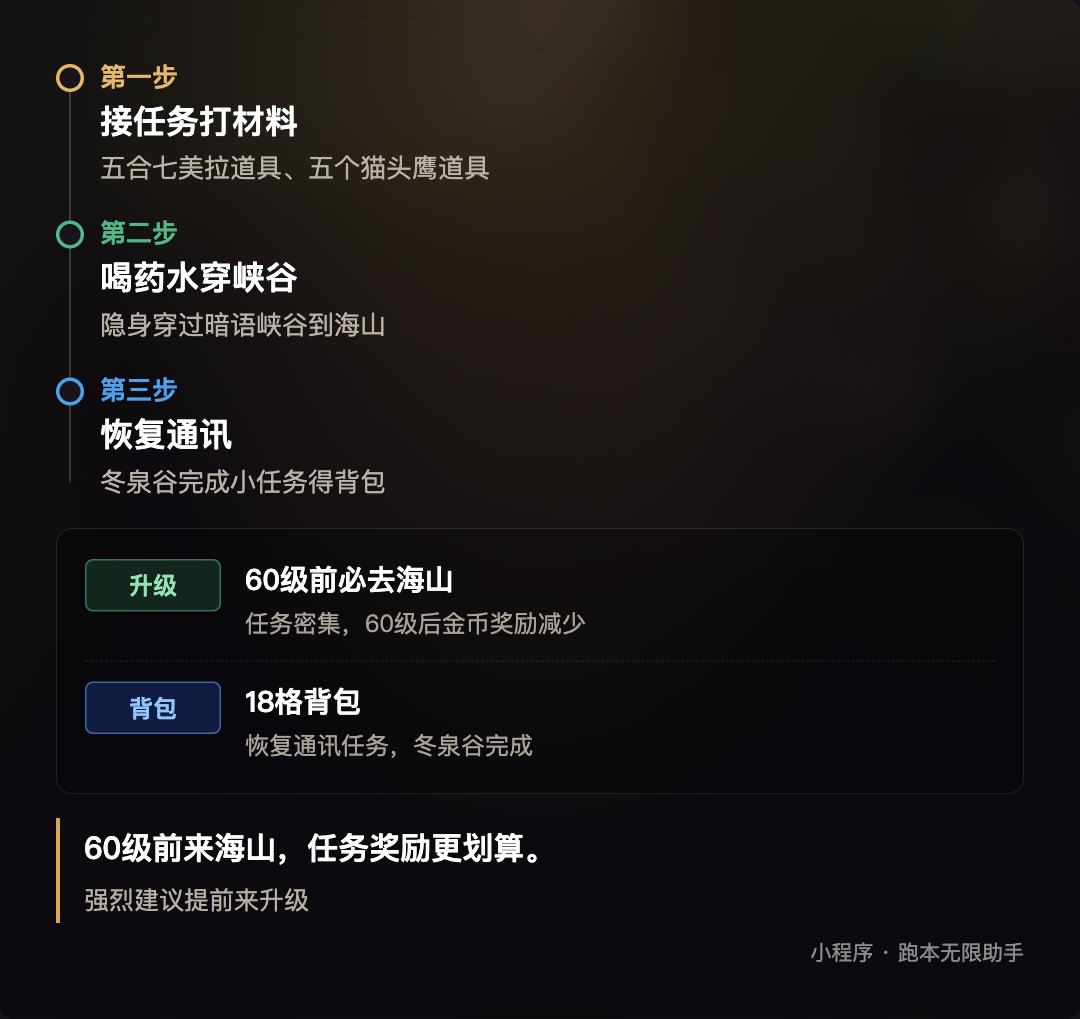 第一步
接任务打材料
五合七美拉道具、五个猫头鹰道具
第二步
喝药水穿峡谷
隐身穿过暗语峡谷到海山
第三步
恢复通讯
冬泉谷完成小任务得背包
升级
60级前必去海山
任务密集，60级后金币奖励减少
背包
18格背包
恢复通讯任务，冬泉谷完成
60级前来海山，任务奖励更划算。
强烈建议提前来升级
小程序 · 跑本无限助手